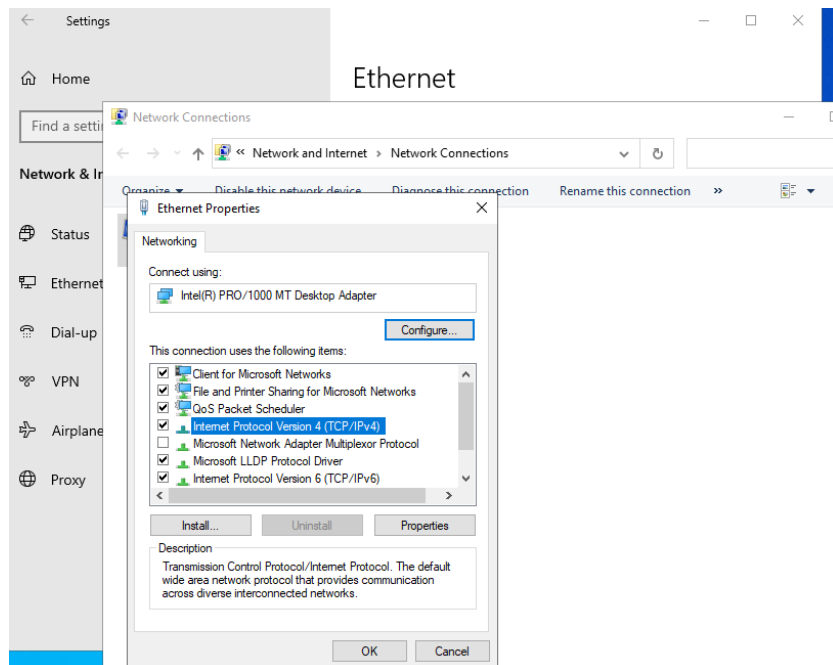 Settings
Home
Find a setti
Network & Ir
Status
Ethernet
Dial-up
VPN
Airplane
Proxy
Ethernet
Network Connections
« Network and Internet › Network Connections
Organize Disable this network device Diagnose this connection Rename this connection »
Ethernet Properties
Networking
Connect using:
Intel(R) PRO/1000 MT Desktop Adapter
Configure...
This connection uses the following items:
Client for Microsoft Networks
File and Printer Sharing for Microsoft Networks
QoS Packet Scheduler
Internet Protocol Version 4 (TCP/IPv4)
Microsoft Network Adapter Multiplexor Protocol
Microsoft LLDP Protocol Driver
Internet Protocol Version 6 (TCP/IPv6)
Install... Uninstall Properties
Description
Transmission Control Protocol/Internet Protocol. The default
wide area network protocol that provides communication
across diverse interconnected networks.
OK Cancel